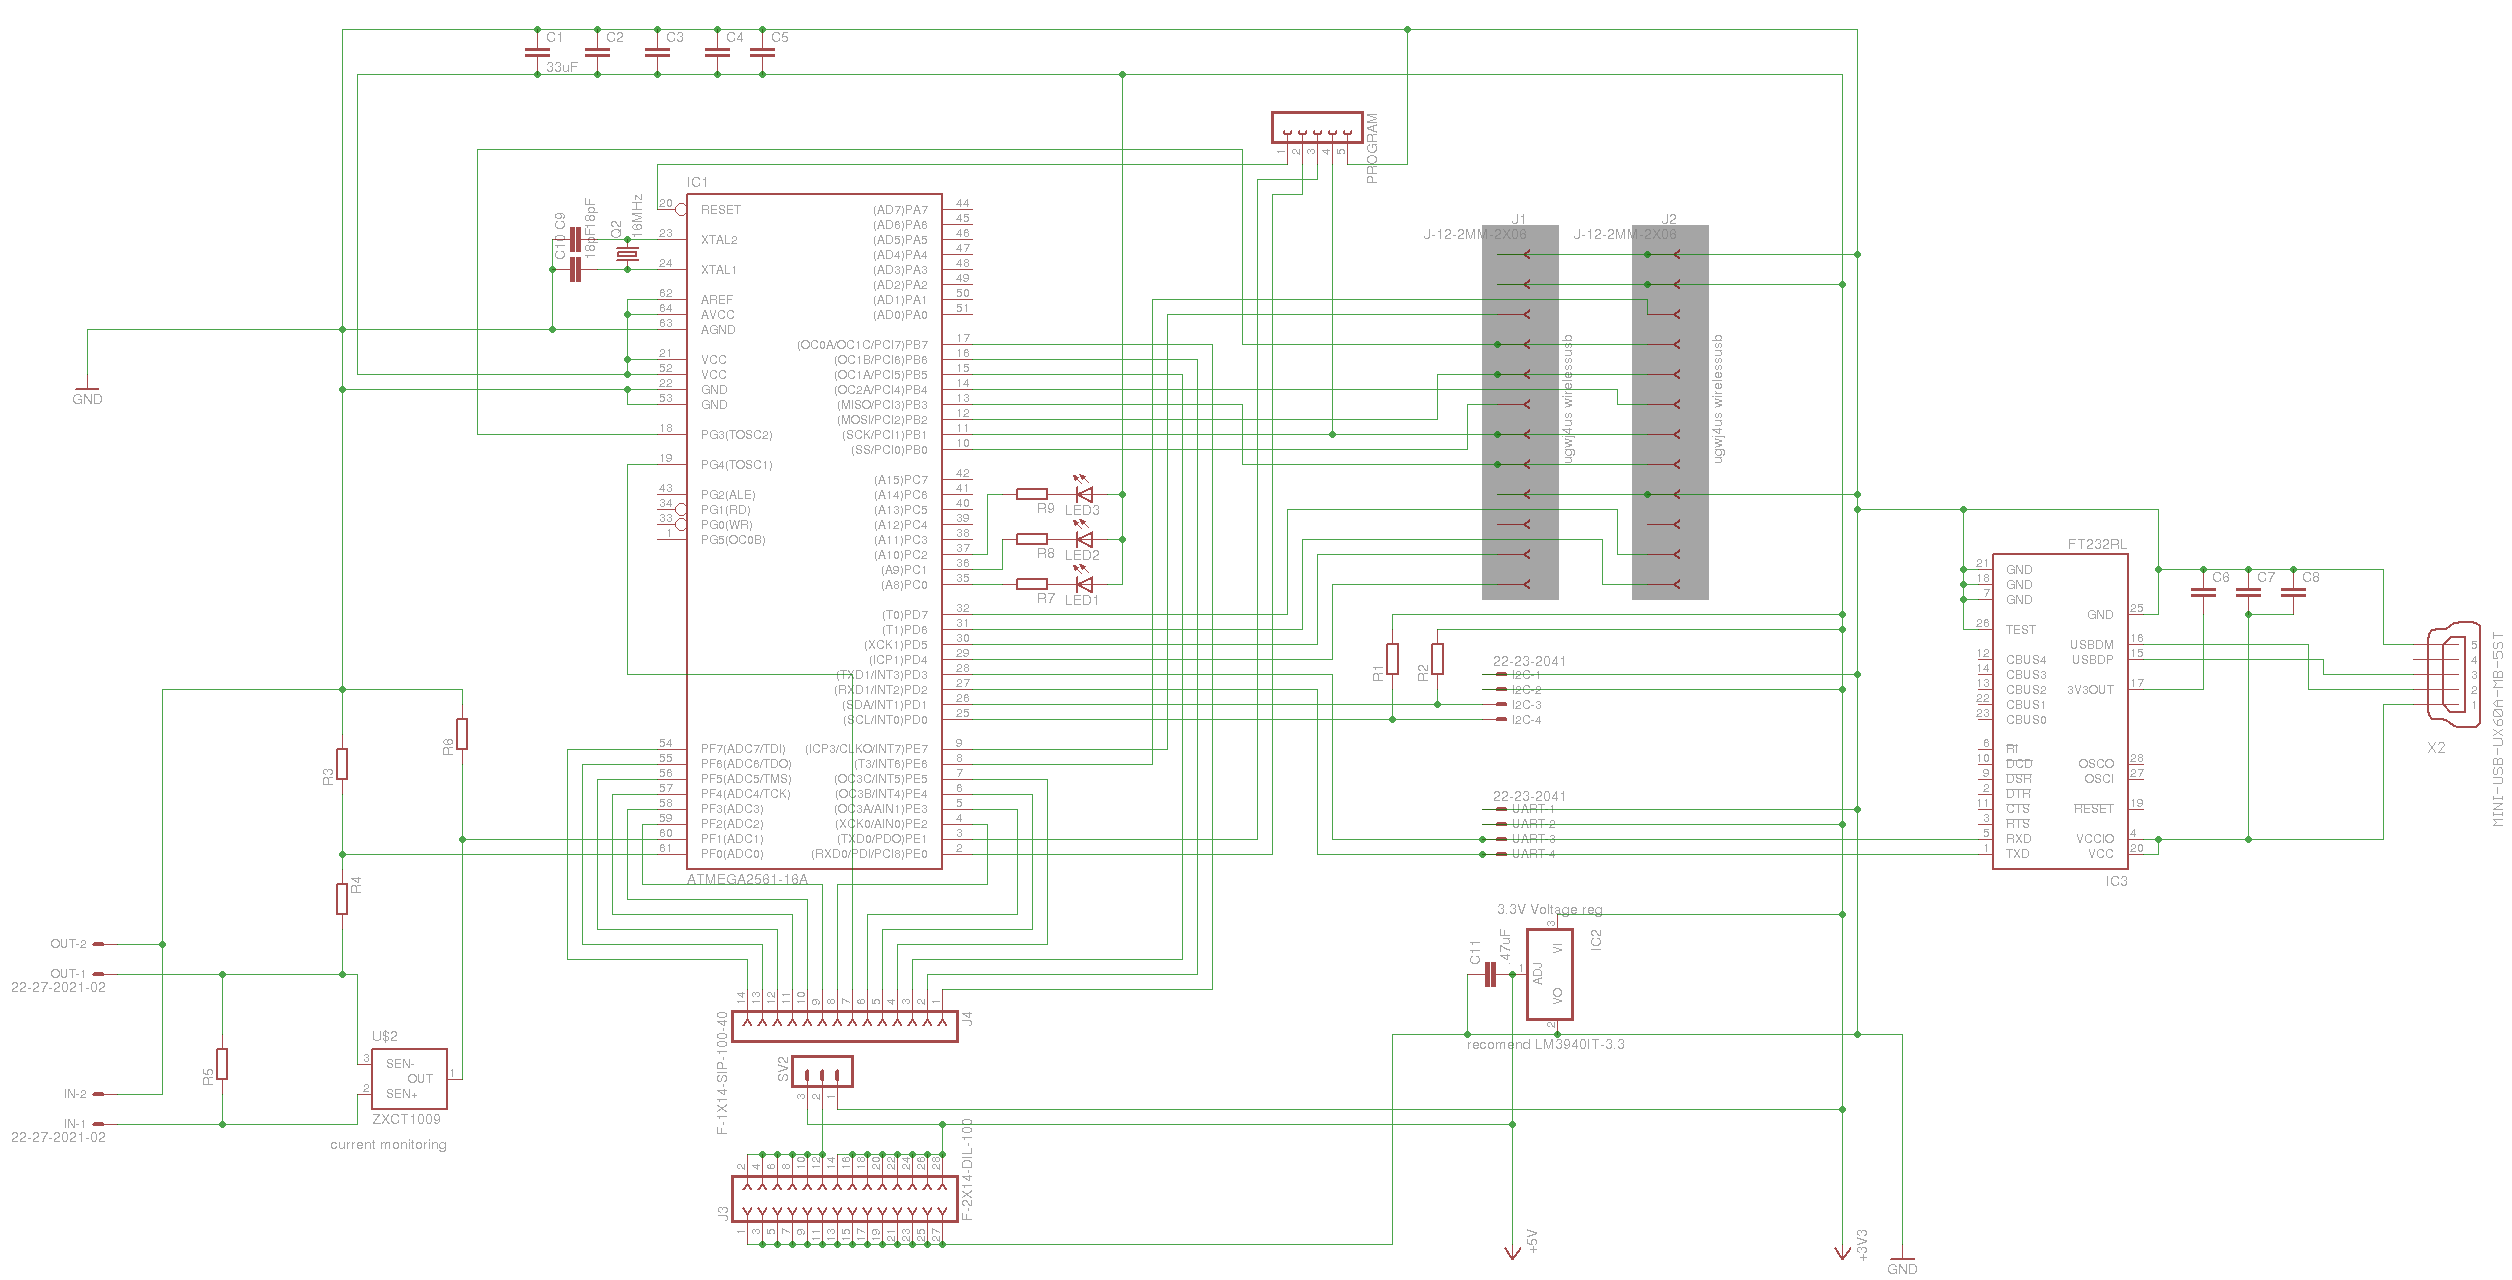 C1
33uF
C2
C3
C4
C5
PROGRAM
1
2
3
4
5
IC1
C9
18pF
C10
18pF
Q2
16MHz
20
RESET
23
XTAL2
24
XTAL1
62
AREF
64
AVCC
63
AGND
21
VCC
52
VCC
22
GND
53
GND
18
PG3(TOSC2)
19
PG4(TOSC1)
43
PG2(ALE)
34
PG1(RD)
33
PG0(WR)
1
PG5(OC0B)
54
PF7(ADC7/TDI)
55
PF6(ADC6/TDO)
56
PF5(ADC5/TMS)
57
PF4(ADC4/TCK)
58
PF3(ADC3)
59
PF2(ADC2)
60
PF1(ADC1)
61
PF0(ADC0)
(AD7)PA7 44
(AD6)PA6 45
(AD5)PA5 46
(AD4)PA4 47
(AD3)PA3 48
(AD2)PA2 49
(AD1)PA1 50
(AD0)PA0 51
(OC0A/OC1C/PCI7)PB7 17
(OC1B/PCI6)PB6 16
(OC1A/PCI5)PB5 15
(OC2A/PCI4)PB4 14
(MISO/PCI3)PB3 13
(MOSI/PCI2)PB2 12
(SCK/PCI1)PB1 11
(SS/PCI0)PB0 10
(A15)PC7 42
(A14)PC6 41
(A13)PC5 40
(A12)PC4 39
(A11)PC3 38
(A10)PC2 37
(A9)PC1 36
(A8)PC0 35
(T0)PD7 32
(T1)PD6 31
(XCK1)PD5 30
(ICP1)PD4 29
(TXD1/INT3)PD3 28
(RXD1/INT2)PD2 27
(SDA/INT1)PD1 26
(SCL/INT0)PD0 25
(ICP3/CLKO/INT7)PE7 9
(T3/INT6)PE6 8
(OC3C/INT5)PE5 7
(OC3B/INT4)PE4 6
(OC3A/AIN1)PE3 5
(XCK0/AIN0)PE2 4
(TXD0/PDO)PE1 3
(RXD0/PDI/PCI8)PE0 2
ATMEGA2561-16A
R9
LED3
R8
LED2
R7
LED1
J1
J-12-2MM-2X06
ugwj4us wirelessusb
J2
J-12-2MM-2X06
ugwj4us wirelessusb
R1
R2
22-23-2041
I2C-1
I2C-2
I2C-3
I2C-4
22-23-2041
UART-1
UART-2
UART-3
UART-4
FT232RL
21 GND
18 GND
7 GND
26 TEST
12 CBUS4
14 CBUS3
13 CBUS2
22 CBUS1
23 CBUS0
6 RI
10 DCD
9 DSR
2 DTR
11 CTS
3 RTS
5 RXD
1 TXD
GND 25
USBDM 16
USBDP 15
3V3OUT 17
OSCO 28
OSCI 27
RESET 19
VCCIO 4
VCC 20
IC3
C6
C7
C8
5
4
3
2
1
X2
MINI-USB-UX60A-MB-5ST
GND
R3
R4
R6
OUT-2
OUT-1
22-27-2021-02
IN-2
IN-1
22-27-2021-02
R5
U$2
3 SEN-
OUT 1
2 SEN+
ZXCT1009
current monitoring
14 13 12 11 10 9 8 7 6 5 4 3 2 1
J4
F-1X14-SIP-100-40
SV2
3 2 1
2 4 6 8 10 12 14 16 18 20 22 24 26 28
J3
F-2X14-DIL-100
1 3 5 7 9 11 13 15 17 19 21 23 25 27
3.3V Voltage reg
3
VI
IC2
C11
.47uF
1
ADJ
VO
2
recomend LM3940IT-3.3
+5V
+3V3
GND